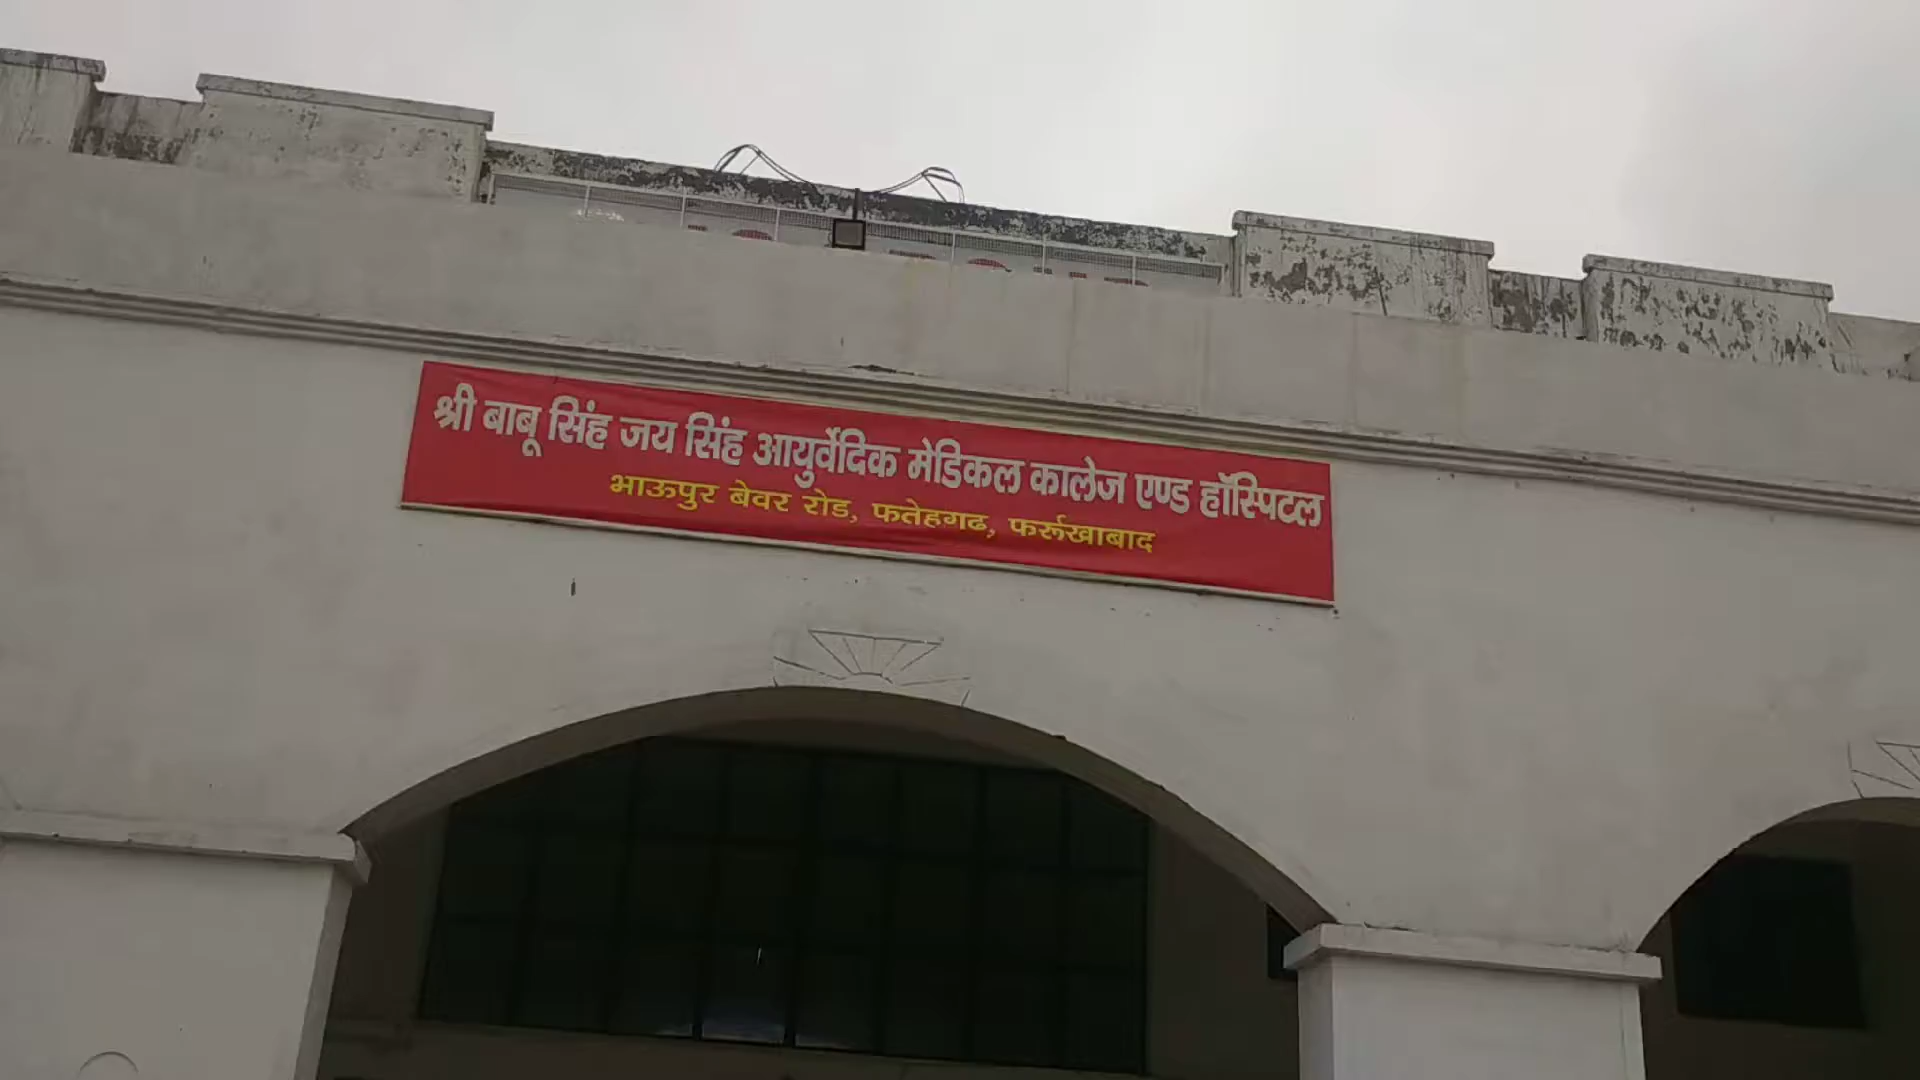 श्री बाबू सिंह जय सिंह आयुर्वेदिक मेडिकल कालेज एण्ड हॉस्पिटल
भाऊपुर बेवर रोड, फतेहगढ, फर्रूखाबाद